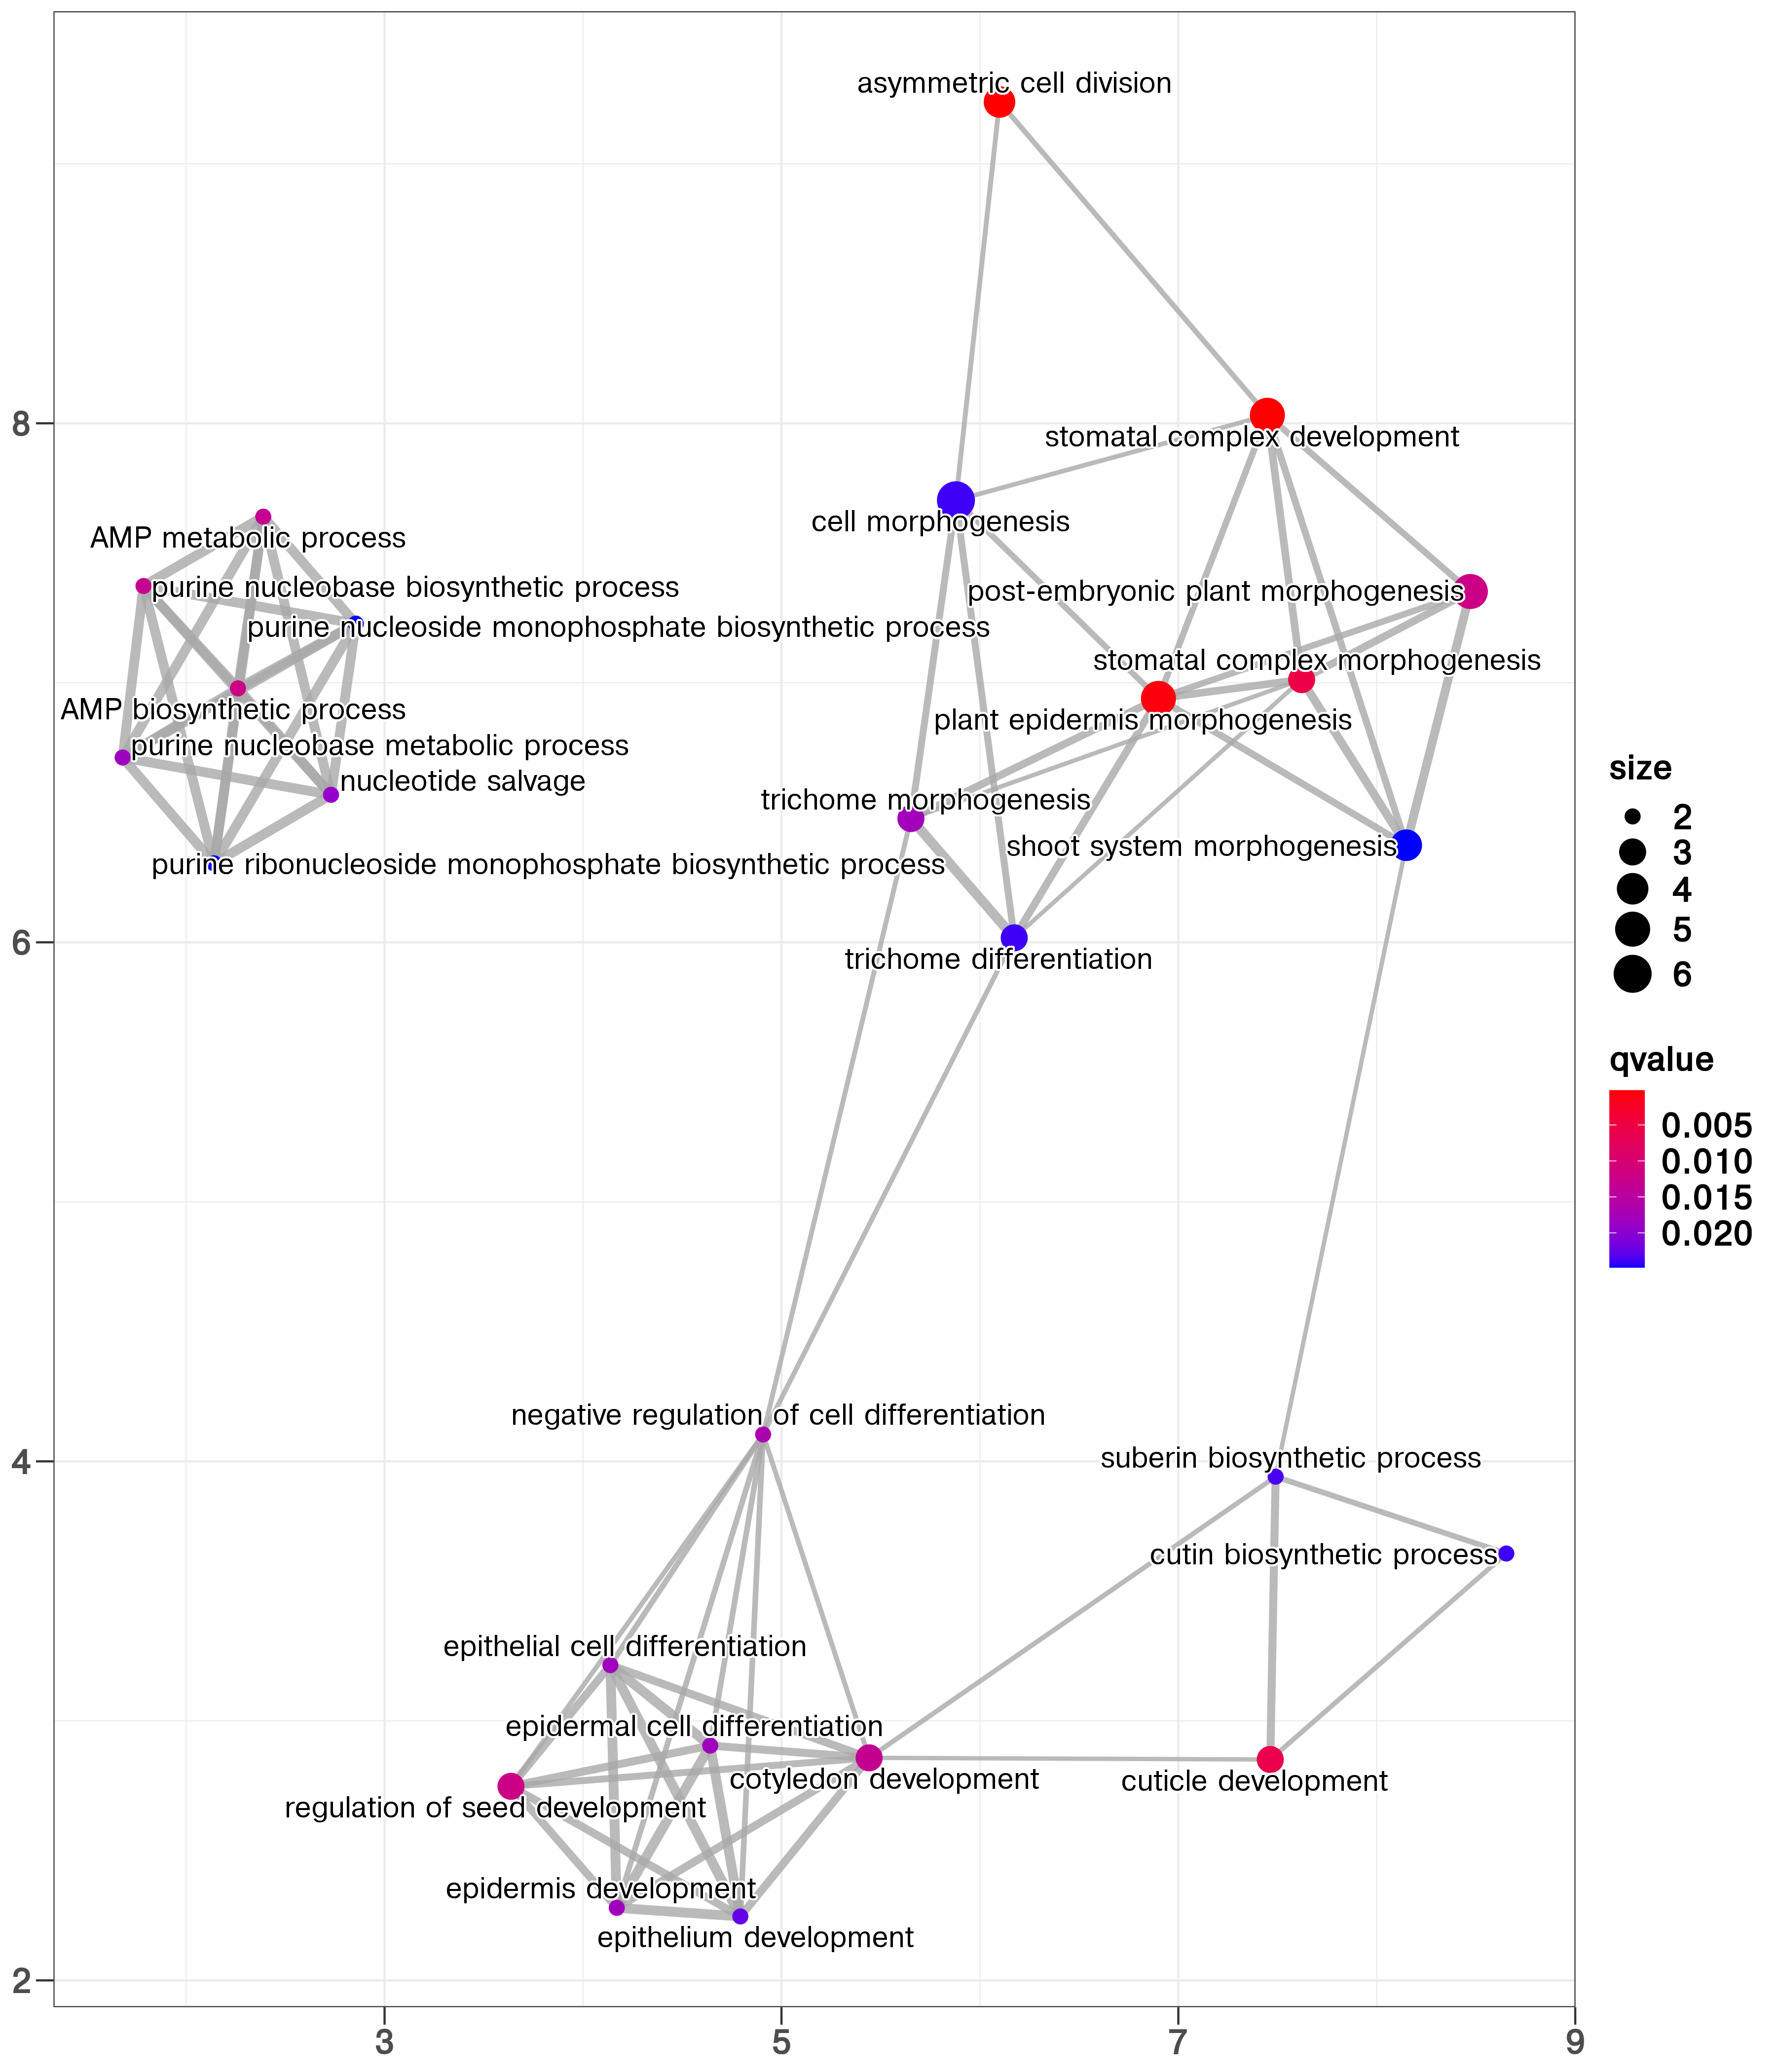 asymmetric cell division
8
stomatal complex development
cell morphogenesis
AMP metabolic process
purine nucleobase biosynthetic process
post-embryonic plant morphogenesis
purine nucleoside monophosphate biosynthetic process
stomatal complex morphogenesis
AMP biosynthetic process
plant epidermis morphogenesis
purine nucleobase metabolic process
nucleotide salvage
trichome morphogenesis
shoot system morphogenesis
purine ribonucleoside monophosphate biosynthetic process
6
trichome differentiation
negative regulation of cell differentiation
4
suberin biosynthetic process
cutin biosynthetic process
epithelial cell differentiation
epidermal cell differentiation
cotyledon development
cuticle development
regulation of seed development
epidermis development
epithelium development
2
3 5 7 9
size
2
3
4
5
6
qvalue
0.005
0.010
0.015
0.020